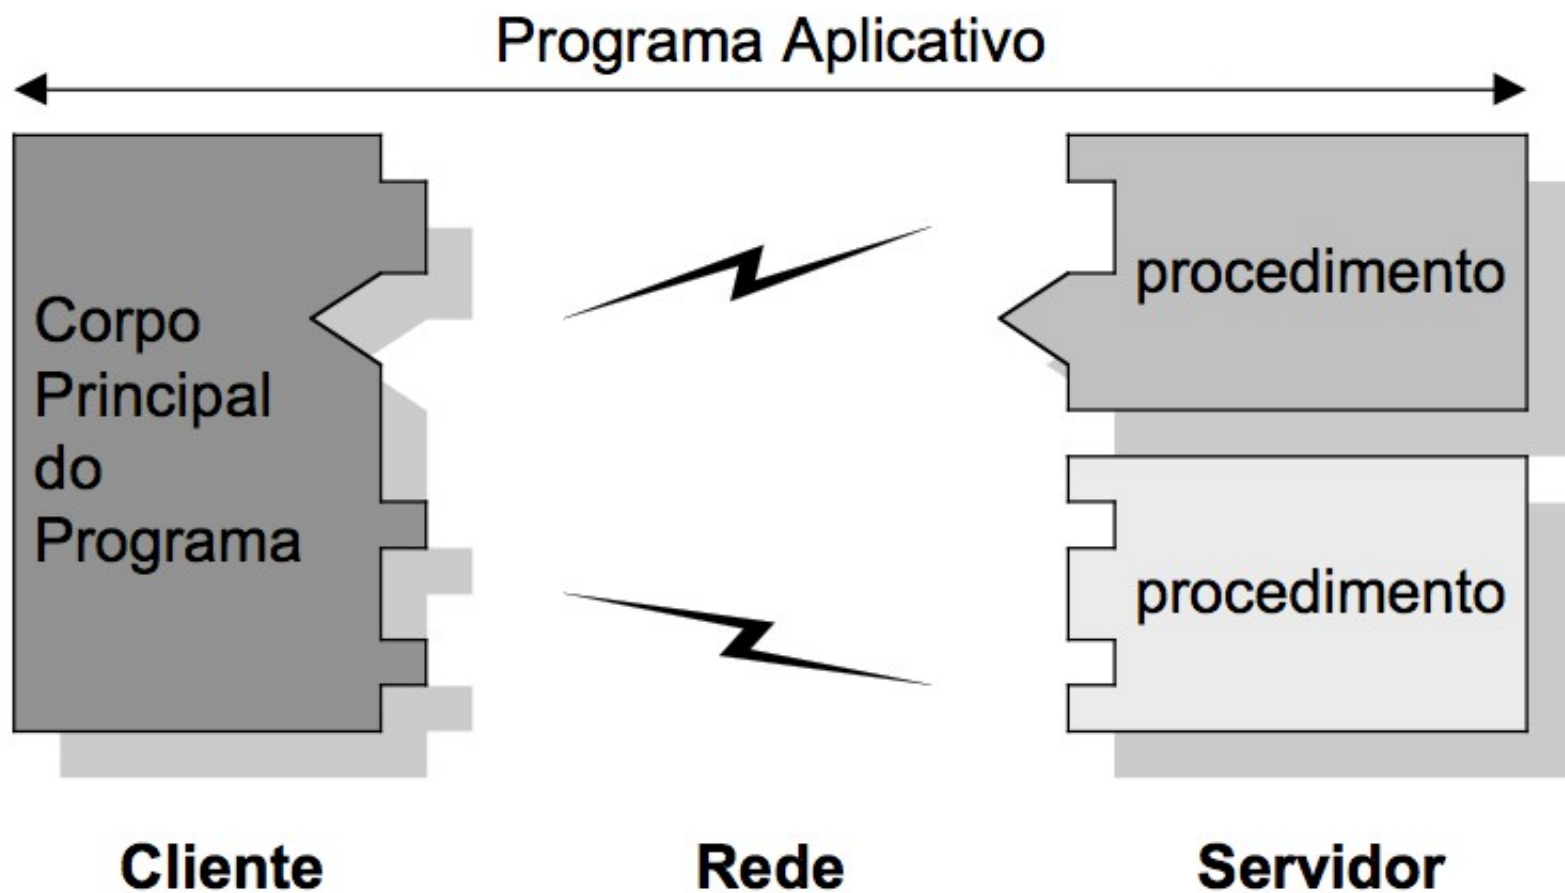 Programa Aplicativo
Corpo
Principal
do
Programa
procedimento
procedimento
Cliente
Rede
Servidor